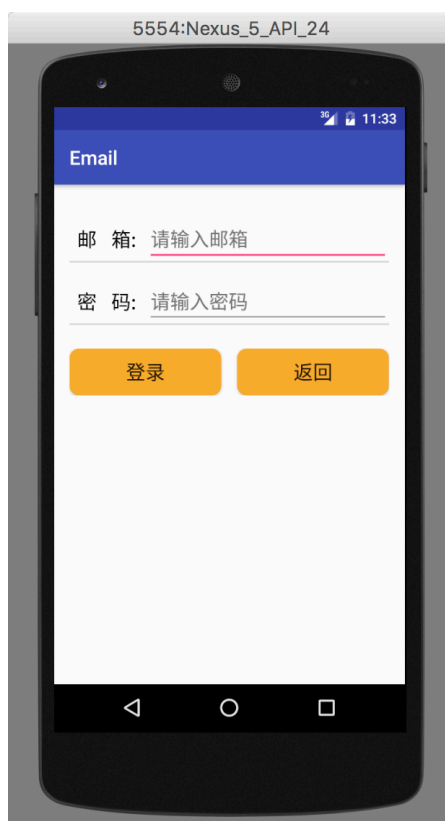 5554:Nexus_5_API_24
3G 11:33
Email
邮 箱: 请输入邮箱
密 码: 请输入密码
登录 返回